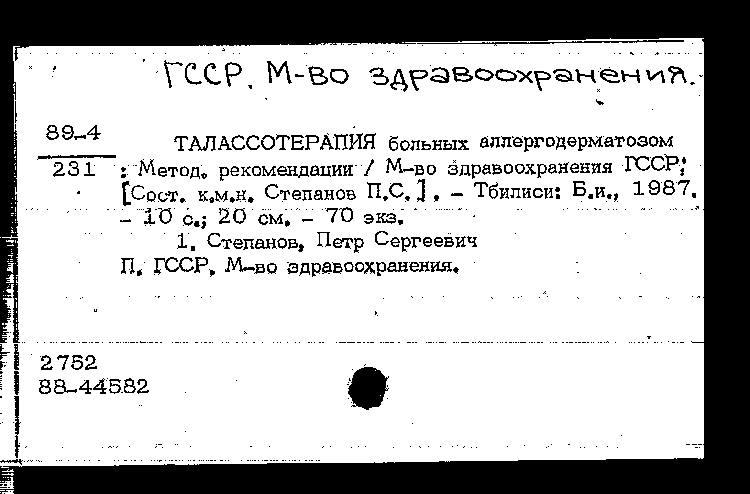 ГССР. М-во здравоохранения.
89-4
231
ТАЛАССОТЕРАПИЯ больных аллергодерматозом
: Метод. рекомендации / М-во здравоохранения ГССР;
[Сост. к.м.н. Степанов П.С.]. - Тбилиси: Б.и., 1987.
- 10 с.; 20 см. - 70 экз.
1. Степанов, Петр Сергеевич
П. ГССР. М-во здравоохранения.
2752
88-44582